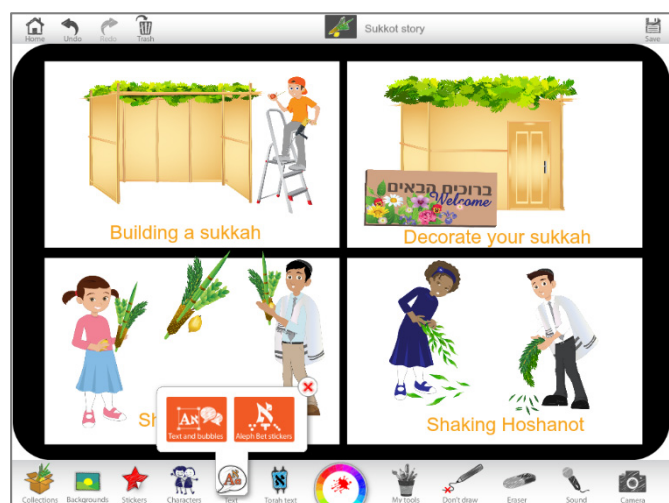 Home
Undo
Redo
Trash
Sukkot story
Save
ברוכים הבאים
Welcome
Building a sukkah
Decorate your sukkah
Text and bubbles
Aleph Bet stickers
Shaking Hoshanot
Collections
Backgrounds
Stickers
Characters
Text
Torah text
My tools
Don't draw
Eraser
Sound
Camera